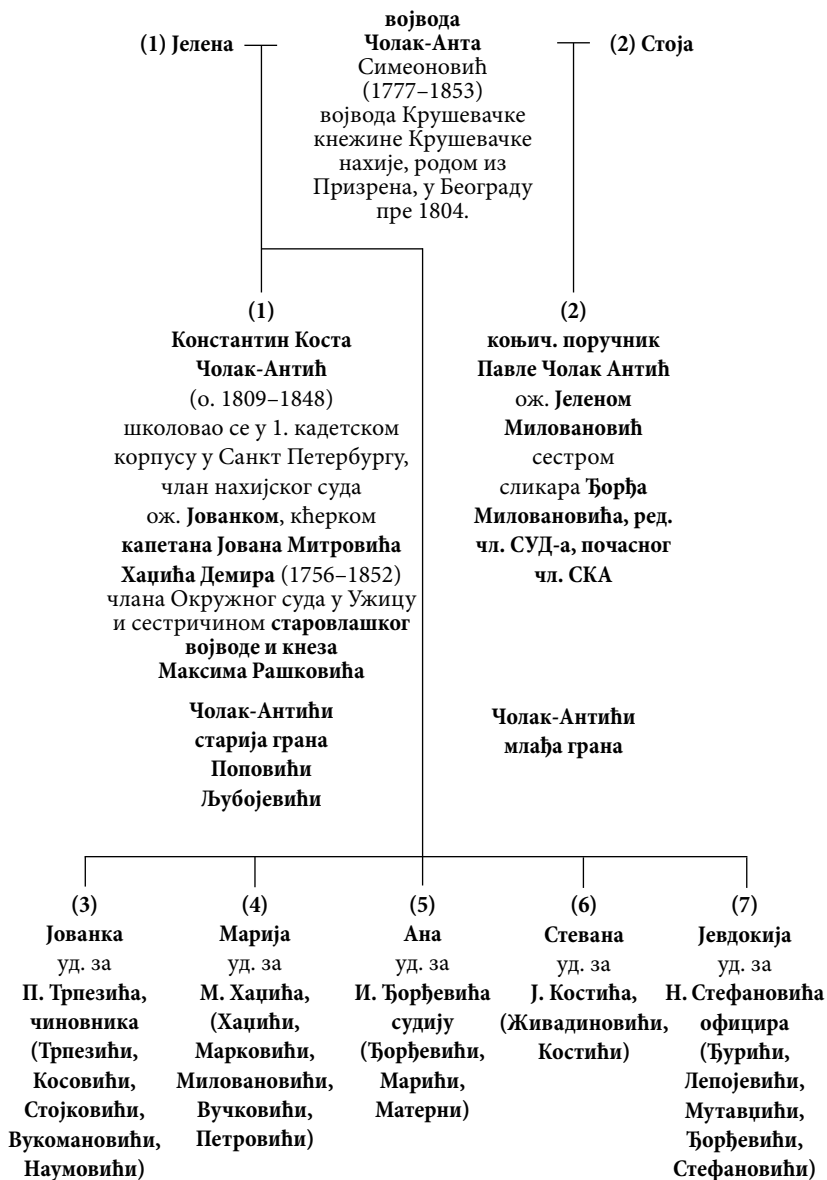 војвода
(1) Јелена
Чолак-Анта
(2) Стоја
Симеоновић
(1777–1853)
војвода Крушевачке
кнежине Крушевачке
нахије, родом из
Призрена, у Београду
пре 1804.
(1)
Константин Коста
Чолак-Антић
(о. 1809–1848)
школовао се у 1. кадетском
корпусу у Санкт Петербургу,
члан нахијског суда
ож. Јованком, кћерком
капетана Јована Митровића
Хаџића Демира (1756–1852)
члана Окружног суда у Ужицу
и сестричином старовлашког
војводе и кнеза
Максима Рашковића
Чолак-Антићи
старија грана
Поповићи
Љубојевићи
(2)
коњич. поручник
Павле Чолак Антић
ож. Јеленом
Миловановић
сестром
сликара Ђорђа
Миловановића, ред.
чл. СУД-а, почасног
чл. СКА
Чолак-Антићи
млађа грана
(3)
Јованка
уд. за
П. Трпезића,
чиновника
(Трпезићи,
Косовићи,
Стојковићи,
Вукомановићи,
Наумовићи)
(4)
Марија
уд. за
М. Хаџића,
(Хаџићи,
Марковићи,
Миловановићи,
Вучковићи,
Петровићи)
(5)
Ана
уд. за
И. Ђорђевића
судију
(Ђорђевићи,
Марићи,
Матерни)
(6)
Стевана
уд. за
Ј. Костића,
(Живадиновићи,
Костићи)
(7)
Јевдокија
уд. за
Н. Стефановића
официра
(Ђурићи,
Лепојевићи,
Мутавџићи,
Ђорђевићи,
Стефановићи)